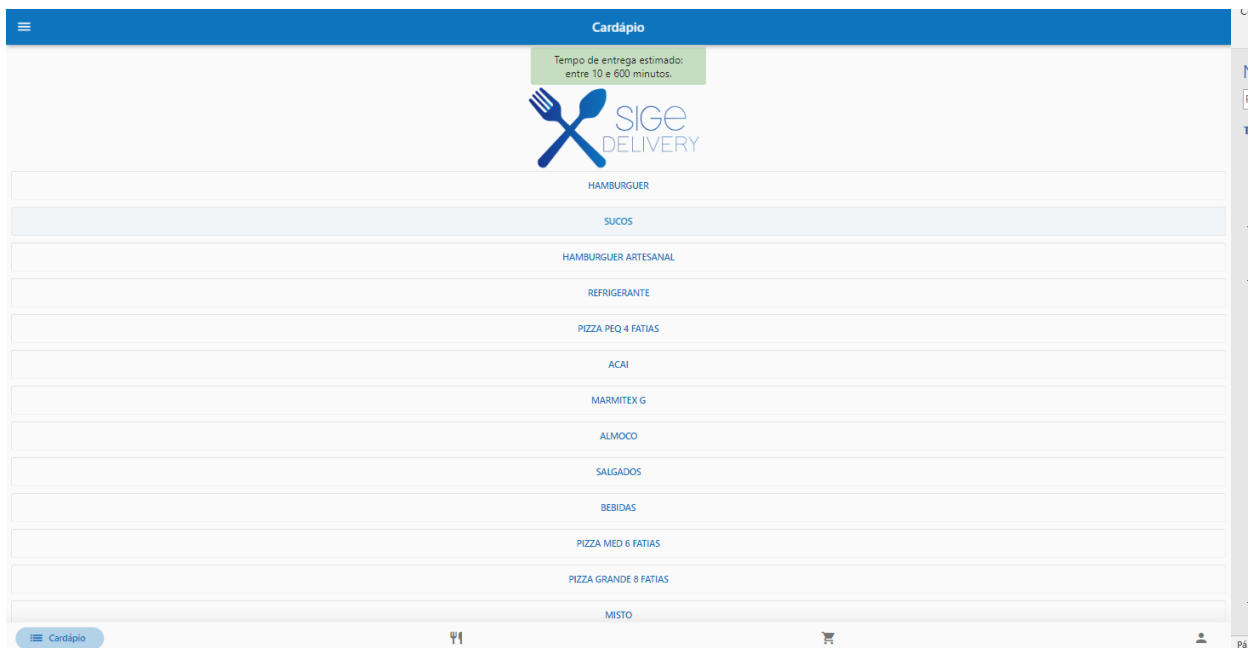 Cardápio
Tempo de entrega estimado:
entre 10 e 600 minutos.
SIGE
DELIVERY
HAMBURGUER
SUCOS
HAMBURGUER ARTESANAL
REFRIGERANTE
PIZZA PEQ 4 FATIAS
ACAI
MARMITEX G
ALMOCO
SALGADOS
BEBIDAS
PIZZA MED 6 FATIAS
PIZZA GRANDE 8 FATIAS
MISTO
Cardápio